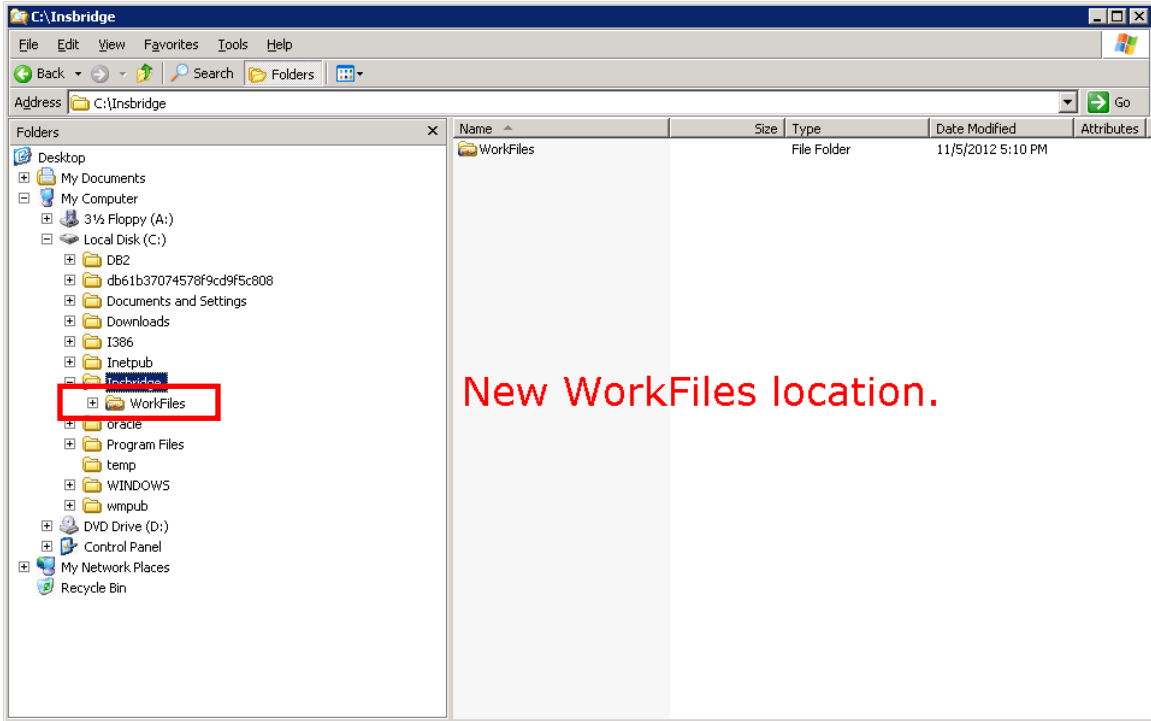 C:\Insbridge
File Edit View Favorites Tools Help
Back Search Folders
Address C:\Insbridge Go
Folders x
Name Size Type Date Modified Attributes
WorkFiles File Folder 11/5/2012 5:10 PM
Desktop
My Documents
My Computer
3½ Floppy (A:)
Local Disk (C:)
DB2
db61b37074578f9cd9f5c808
Documents and Settings
Downloads
I386
Inetpub
Insbridge
WorkFiles
New WorkFiles location.
oracle
Program Files
temp
WINDOWS
wmpub
DVD Drive (D:)
Control Panel
My Network Places
Recycle Bin